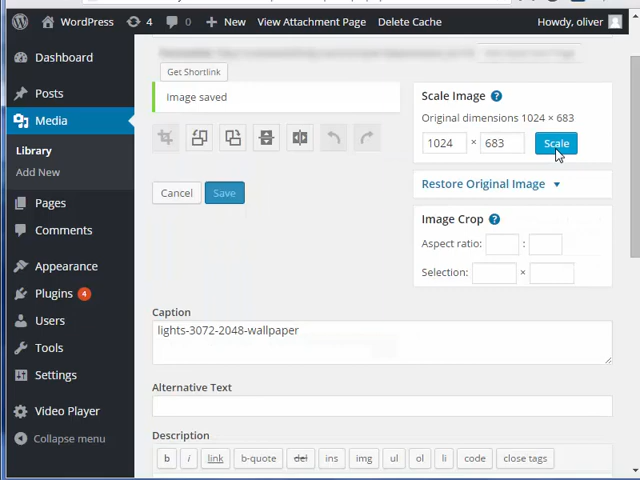 WordPress 4 0 New View Attachment Page Delete Cache Howdy, oliver
Dashboard
Posts
Media
Library
Add New
Pages
Comments
Appearance
Plugins 4
Users
Tools
Settings
Video Player
Collapse menu
Get Shortlink
Image saved
Cancel Save
Scale Image ?
Original dimensions 1024 × 683
1024 × 683 Scale
Restore Original Image
Image Crop ?
Aspect ratio: :
Selection: ×
Caption
lights-3072-2048-wallpaper
Alternative Text
Description
b i link b-quote del ins img ul ol li code close tags